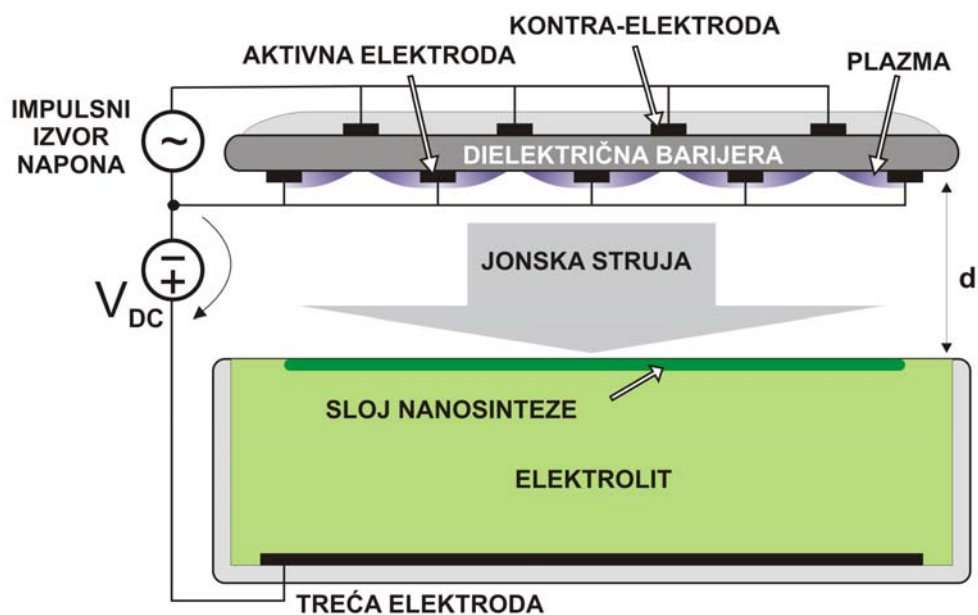 KONTRA-ELEKTRODA
AKTIVNA ELEKTRODA
PLAZMA
IMPULSNI
IZVOR
NAPONA
~
DIELEKTRIČNA BARIJERA
JONSKA STRUJA
d
−
+
V DC
SLOJ NANOSINTEZE
ELEKTROLIT
TREĆA ELEKTRODA